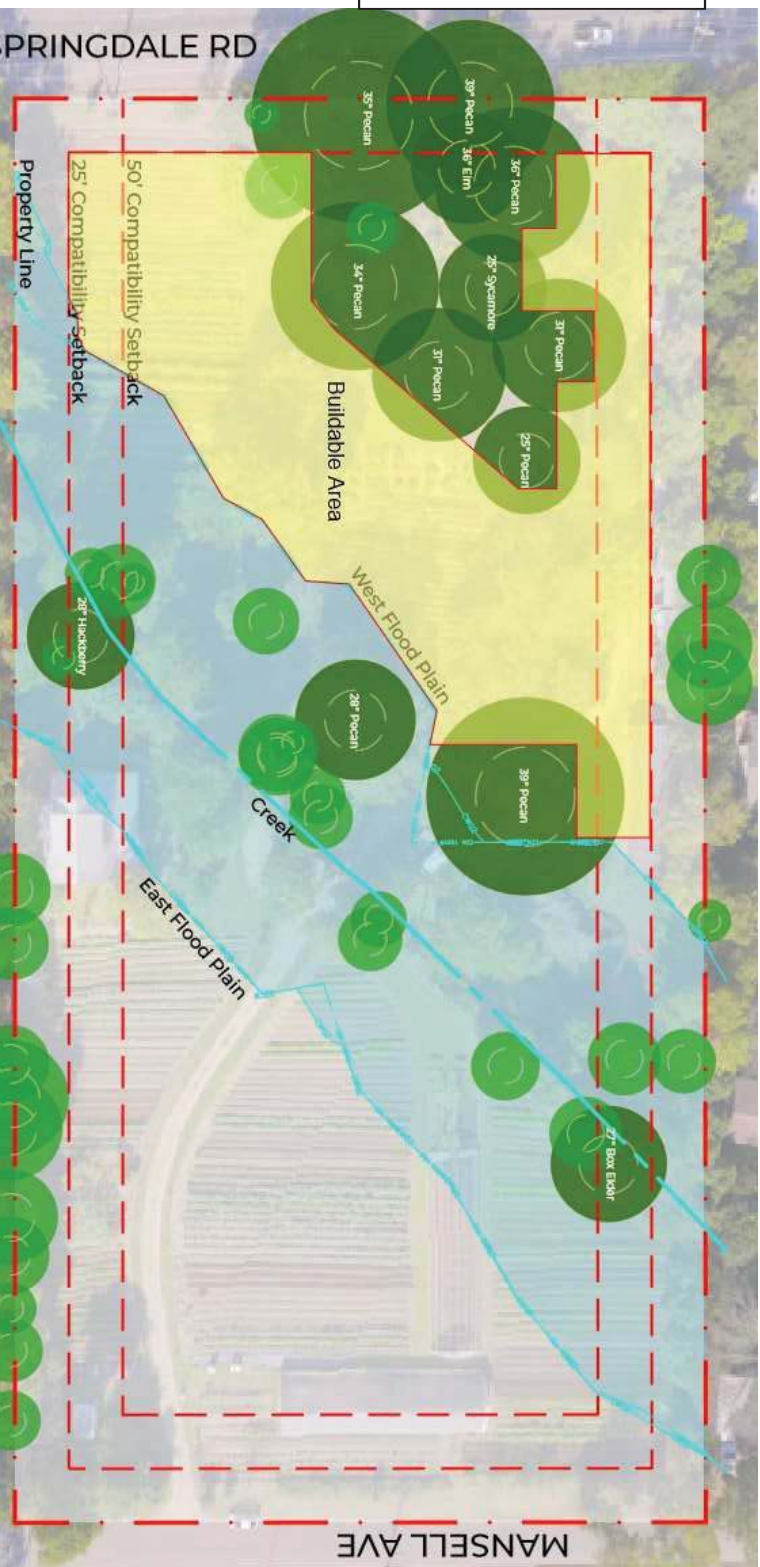 SPRINGDALE RD
35" Pecan
39" Pecan
36" Elm
36" Pecan
Property Line
25' Compatibility Setback
50' Compatibility Setback
34" Pecan
25" Sycamore
31" Pecan
31" Pecan
25" Pecan
Buildable Area
West Flood Plain
28" Hackberry
28" Pecan
39" Pecan
Creek
East Flood Plain
27" Box Elder
MANSELL AVE